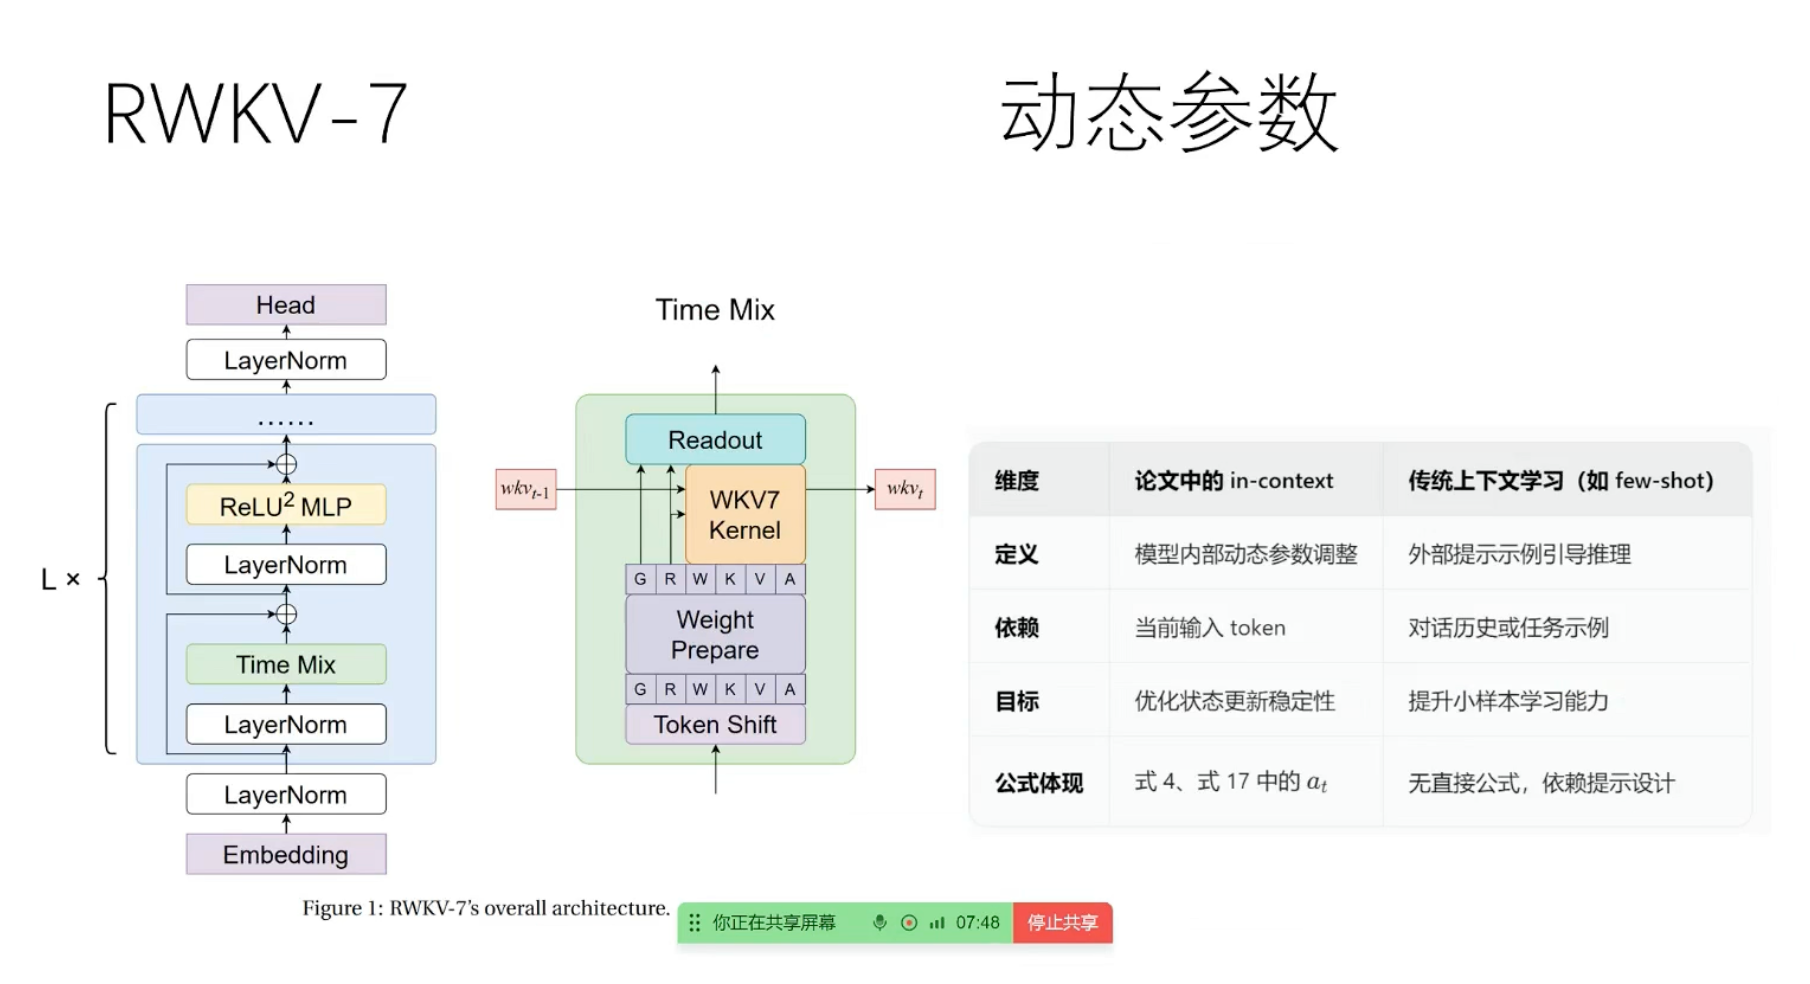 RWKV-7
动态参数
Head
LayerNorm
......
ReLU² MLP
LayerNorm
L ×
Time Mix
LayerNorm
LayerNorm
Embedding
Time Mix
Readout
wkvₜ₋₁
WKV7
Kernel
wkvₜ
G R W K V A
Weight
Prepare
G R W K V A
Token Shift
Figure 1: RWKV-7's overall architecture.
维度 论文中的 in-context 传统上下文学习（如 few-shot）
定义 模型内部动态参数调整 外部提示示例引导推理
依赖 当前输入 token 对话历史或任务示例
目标 优化状态更新稳定性 提升小样本学习能力
公式体现 式 4、式 17 中的 aₜ 无直接公式，依赖提示设计
你正在共享屏幕 07:48 停止共享